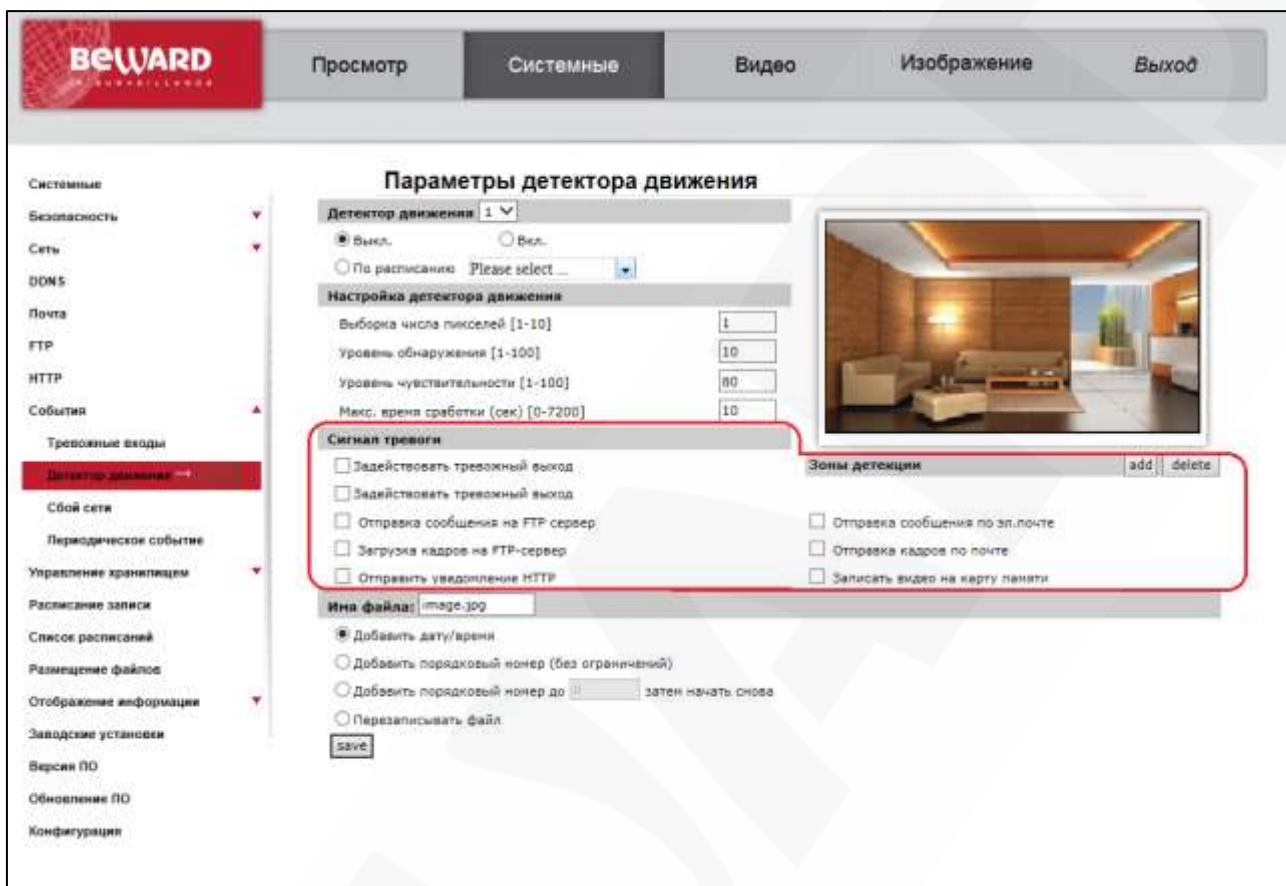 BEWARD
Просмотр Системные Видео Изображение Выход
Системные
Безопасность
Сеть
DDNS
Почта
FTP
HTTP
События
Тревожные входы
Детектор движения
Сбой сети
Периодическое событие
Управление хранилищем
Расписание записи
Список расписаний
Размещение файлов
Отображение информации
Заводские установки
Версия ПО
Обновление ПО
Конфигурация
Параметры детектора движения
Детектор движения 1
Выкл. Вкл.
По расписанию Please select ...
Настройка детектора движения
Выборка числа пикселей [1-10] 1
Уровень обнаружения [1-100] 10
Уровень чувствительности [1-100] 80
Макс. время сработки (сек) [0-7200] 10
Сигнал тревоги
Задействовать тревожный выход
Зоны детекции add delete
Задействовать тревожный выход
Отправка сообщения на FTP сервер Отправка сообщения по эл.почте
Загрузка кадров на FTP-сервер Отправка кадров по почте
Отправить уведомление HTTP Записать видео на карту памяти
Имя файла: image.jpg
Добавить дату/время
Добавить порядковый номер (без ограничений)
Добавить порядковый номер до затем начать снова
Перезаписывать файл
save